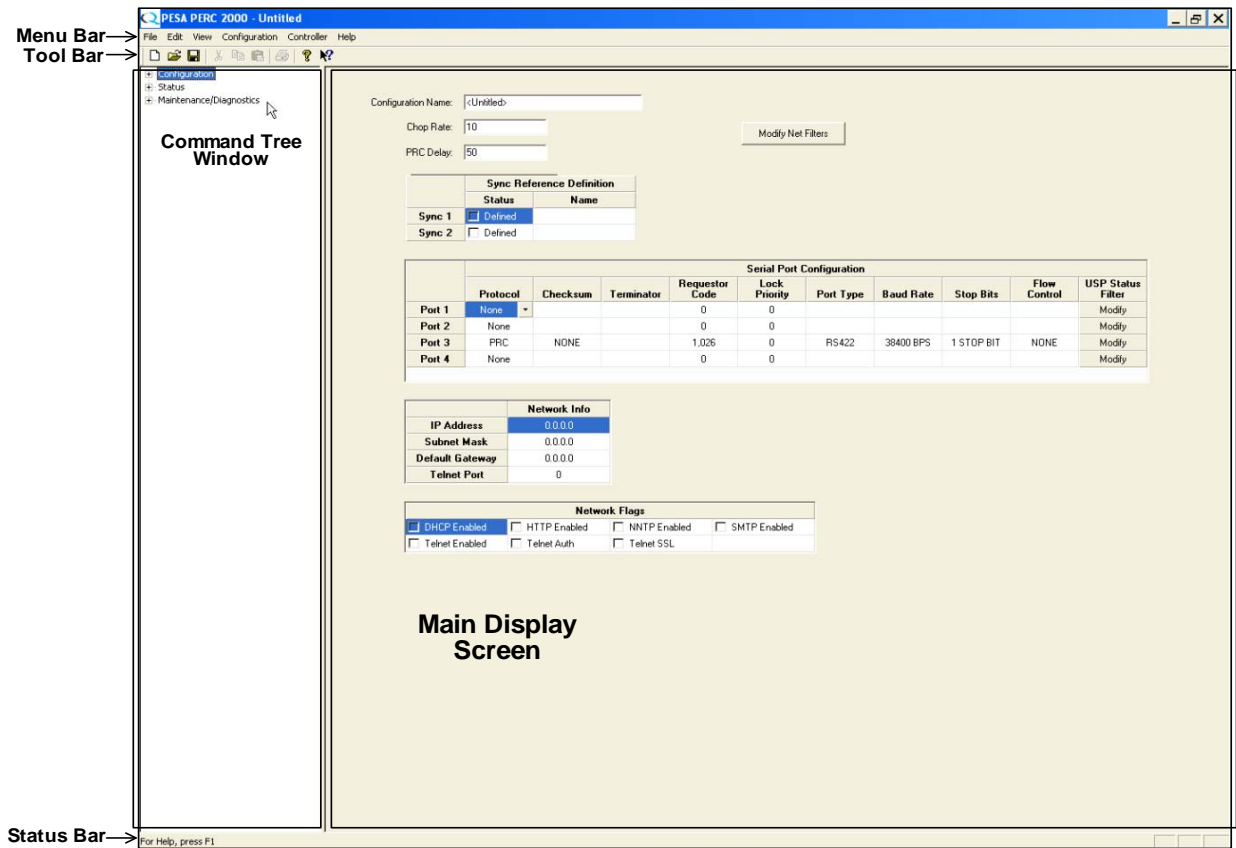 PESA PERC 2000 - Untitled
Menu Bar
File Edit View Configuration Controller Help
Tool Bar
Configuration
Status
Maintenance/Diagnostics
Command Tree
Window
Configuration Name: <Untitled>
Chop Rate: 10
Modify Net Filters
PRC Delay: 50
Sync Reference Definition
Status Name
Sync 1 Defined
Sync 2 Defined
Serial Port Configuration
Protocol Checksum Terminator Requestor Code Lock Priority Port Type Baud Rate Stop Bits Flow Control USP Status Filter
Port 1 None 0 0 Modify
Port 2 None 0 0 Modify
Port 3 PRC NONE 1,026 0 RS422 38400 BPS 1 STOP BIT NONE Modify
Port 4 None 0 0 Modify
Network Info
IP Address 0.0.0.0
Subnet Mask 0.0.0.0
Default Gateway 0.0.0.0
Telnet Port 0
Network Flags
DHCP Enabled HTTP Enabled NNTP Enabled SMTP Enabled
Telnet Enabled Telnet Auth Telnet SSL
Main Display
Screen
Status Bar
For Help, press F1